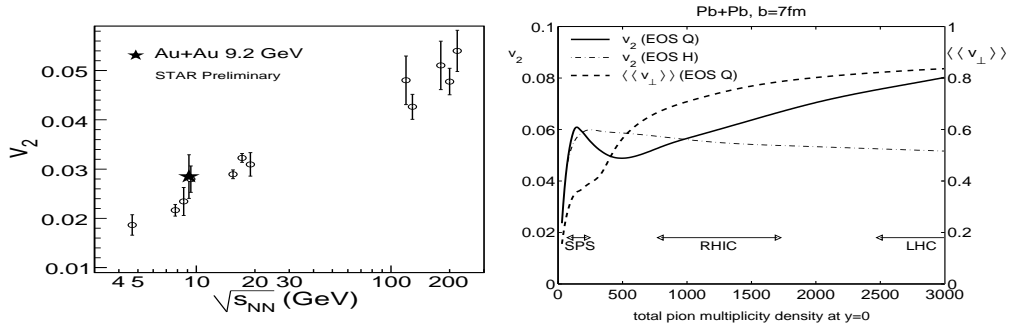 V2
0.05
0.04
0.03
0.02
0.01
★ Au+Au 9.2 GeV
STAR Preliminary
4 5 10 20 30 100 200
√sNN (GeV)
Pb+Pb, b=7fm
v2
0.1
0.08
0.06
0.04
0.02
0
v2 (EOS Q)
v2 (EOS H)
⟨⟨v⊥⟩⟩ (EOS Q)
⟨⟨v⊥⟩⟩
1
0.8
0.6
0.4
0.2
0
SPS RHIC LHC
0 500 1000 1500 2000 2500 3000
total pion multiplicity density at y=0